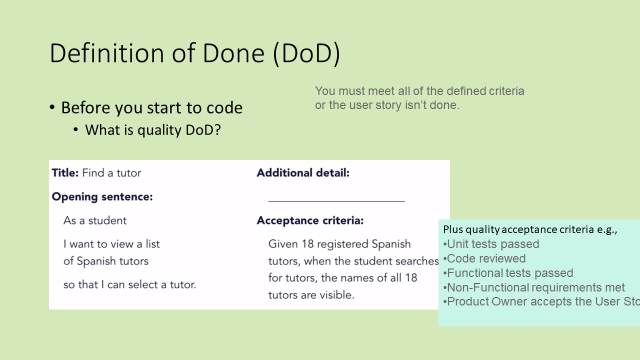 Definition of Done (DoD)
You must meet all of the defined criteria
or the user story isn't done.
• Before you start to code
• What is quality DoD?
Title: Find a tutor
Opening sentence:
As a student
I want to view a list
of Spanish tutors
so that I can select a tutor.
Additional detail:
Acceptance criteria:
Given 18 registered Spanish
tutors, when the student searches
for tutors, the names of all 18
tutors are visible.
Plus quality acceptance criteria e.g.,
•Unit tests passed
•Code reviewed
•Functional tests passed
•Non-Functional requirements met
•Product Owner accepts the User